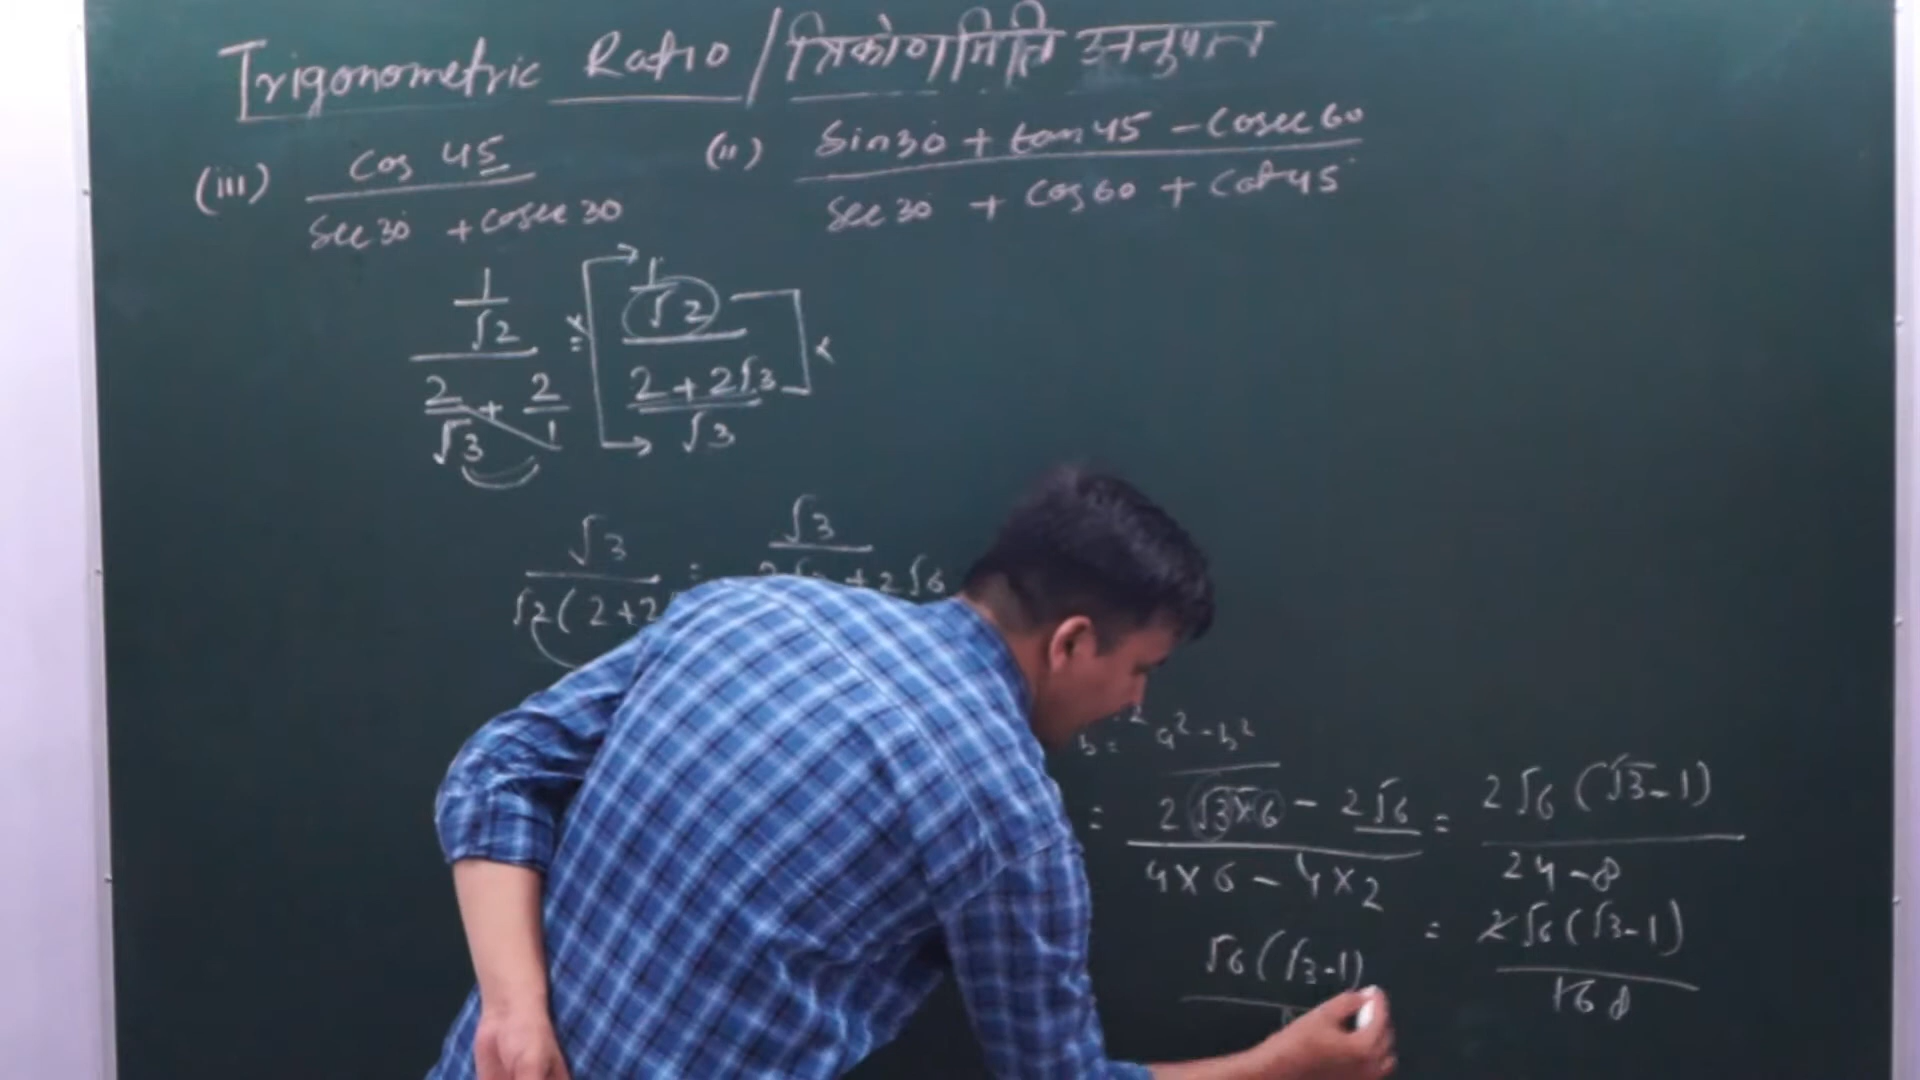 Trigonometric Ratio / त्रिकोणमिति अनुपात
(iii) cos 45 / (sec 30° + cosec 30)
(ii) (sin 30° + tan 45 - cosec 60) / (sec 30° + cos 60 + cot 45°)
(1/√2) / (2/√3 + 2/1) = (1/√2) / ((2 + 2√3)/√3)
√3 / √2(2+2 = √3 / + 2√6
b = a² - b²
= (2√3×6 - 2√6) / (4×6 - 4×2) = 2√6(√3-1) / (24-8)
= 2√6(√3-1) / 16 8
√6(√3-1)